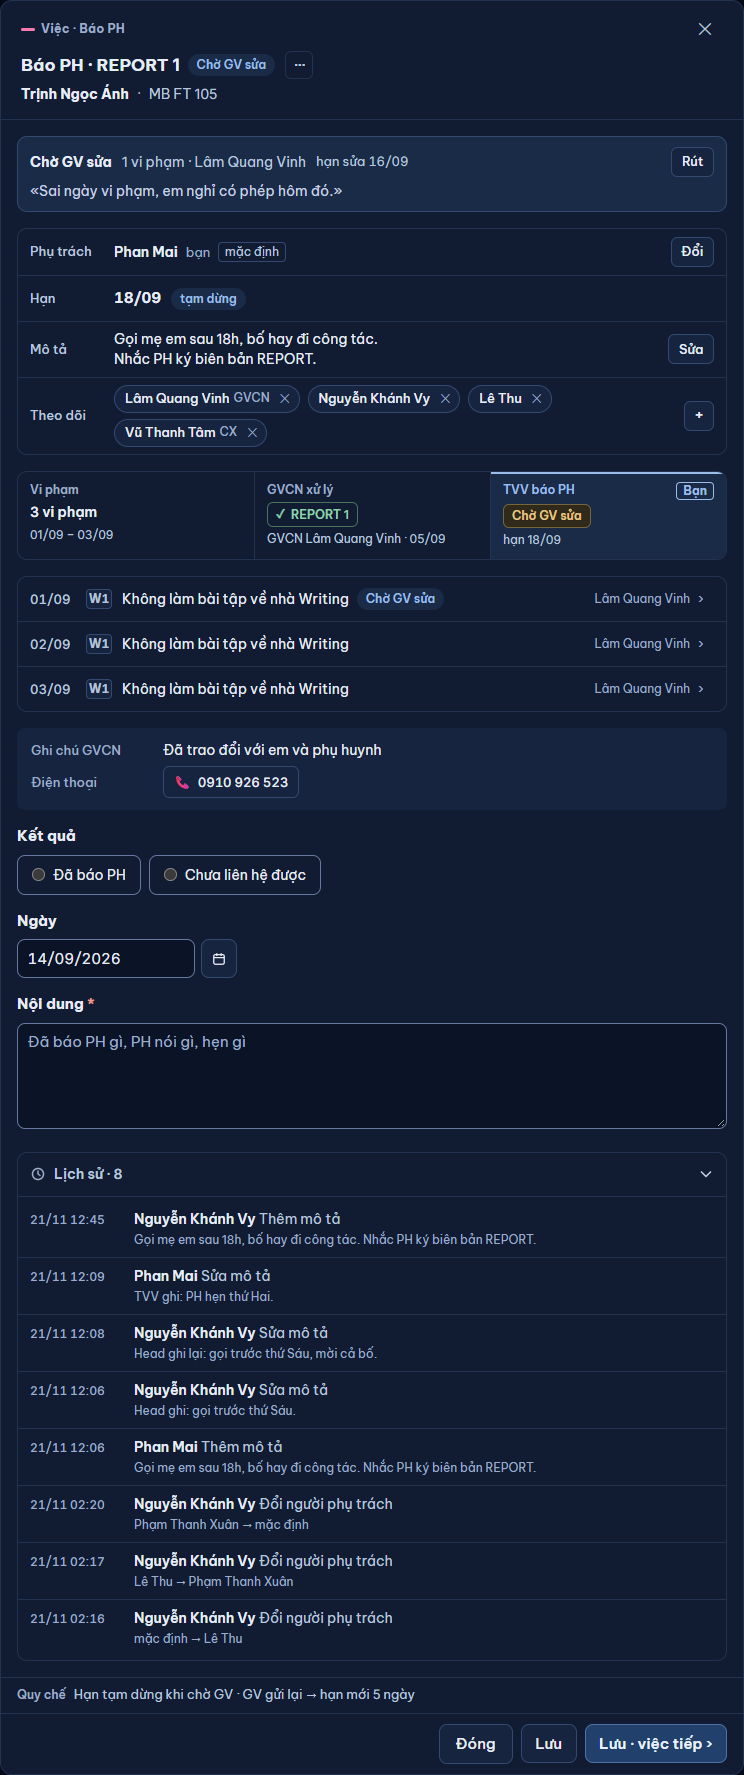 Việc · Báo PH
Báo PH · REPORT 1 Chờ GV sửa ···
Trịnh Ngọc Ánh · MB FT 105
Chờ GV sửa 1 vi phạm · Lâm Quang Vinh hạn sửa 16/09 Rút
«Sai ngày vi phạm, em nghỉ có phép hôm đó.»
Phụ trách Phan Mai bạn mặc định Đổi
Hạn 18/09 tạm dừng
Mô tả Gọi mẹ em sau 18h, bố hay đi công tác.
Nhắc PH ký biên bản REPORT. Sửa
Theo dõi Lâm Quang Vinh GVCN × Nguyễn Khánh Vy × Lê Thu ×
Vũ Thanh Tâm CX × +
Vi phạm
3 vi phạm
01/09 – 03/09
GVCN xử lý
✓ REPORT 1
GVCN Lâm Quang Vinh · 05/09
TVV báo PH Bạn
Chờ GV sửa
hạn 18/09
01/09 W1 Không làm bài tập về nhà Writing Chờ GV sửa Lâm Quang Vinh ›
02/09 W1 Không làm bài tập về nhà Writing Lâm Quang Vinh ›
03/09 W1 Không làm bài tập về nhà Writing Lâm Quang Vinh ›
Ghi chú GVCN Đã trao đổi với em và phụ huynh
Điện thoại 0910 926 523
Kết quả
Đã báo PH Chưa liên hệ được
Ngày
14/09/2026
Nội dung *
Đã báo PH gì, PH nói gì, hẹn gì
Lịch sử · 8
21/11 12:45 Nguyễn Khánh Vy Thêm mô tả
Gọi mẹ em sau 18h, bố hay đi công tác. Nhắc PH ký biên bản REPORT.
21/11 12:09 Phan Mai Sửa mô tả
TVV ghi: PH hẹn thứ Hai.
21/11 12:08 Nguyễn Khánh Vy Sửa mô tả
Head ghi lại: gọi trước thứ Sáu, mời cả bố.
21/11 12:06 Nguyễn Khánh Vy Sửa mô tả
Head ghi: gọi trước thứ Sáu.
21/11 12:06 Phan Mai Thêm mô tả
Gọi mẹ em sau 18h, bố hay đi công tác. Nhắc PH ký biên bản REPORT.
21/11 02:20 Nguyễn Khánh Vy Đổi người phụ trách
Phạm Thanh Xuân → mặc định
21/11 02:17 Nguyễn Khánh Vy Đổi người phụ trách
Lê Thu → Phạm Thanh Xuân
21/11 02:16 Nguyễn Khánh Vy Đổi người phụ trách
mặc định → Lê Thu
Quy chế Hạn tạm dừng khi chờ GV · GV gửi lại → hạn mới 5 ngày
Đóng Lưu Lưu · việc tiếp ›